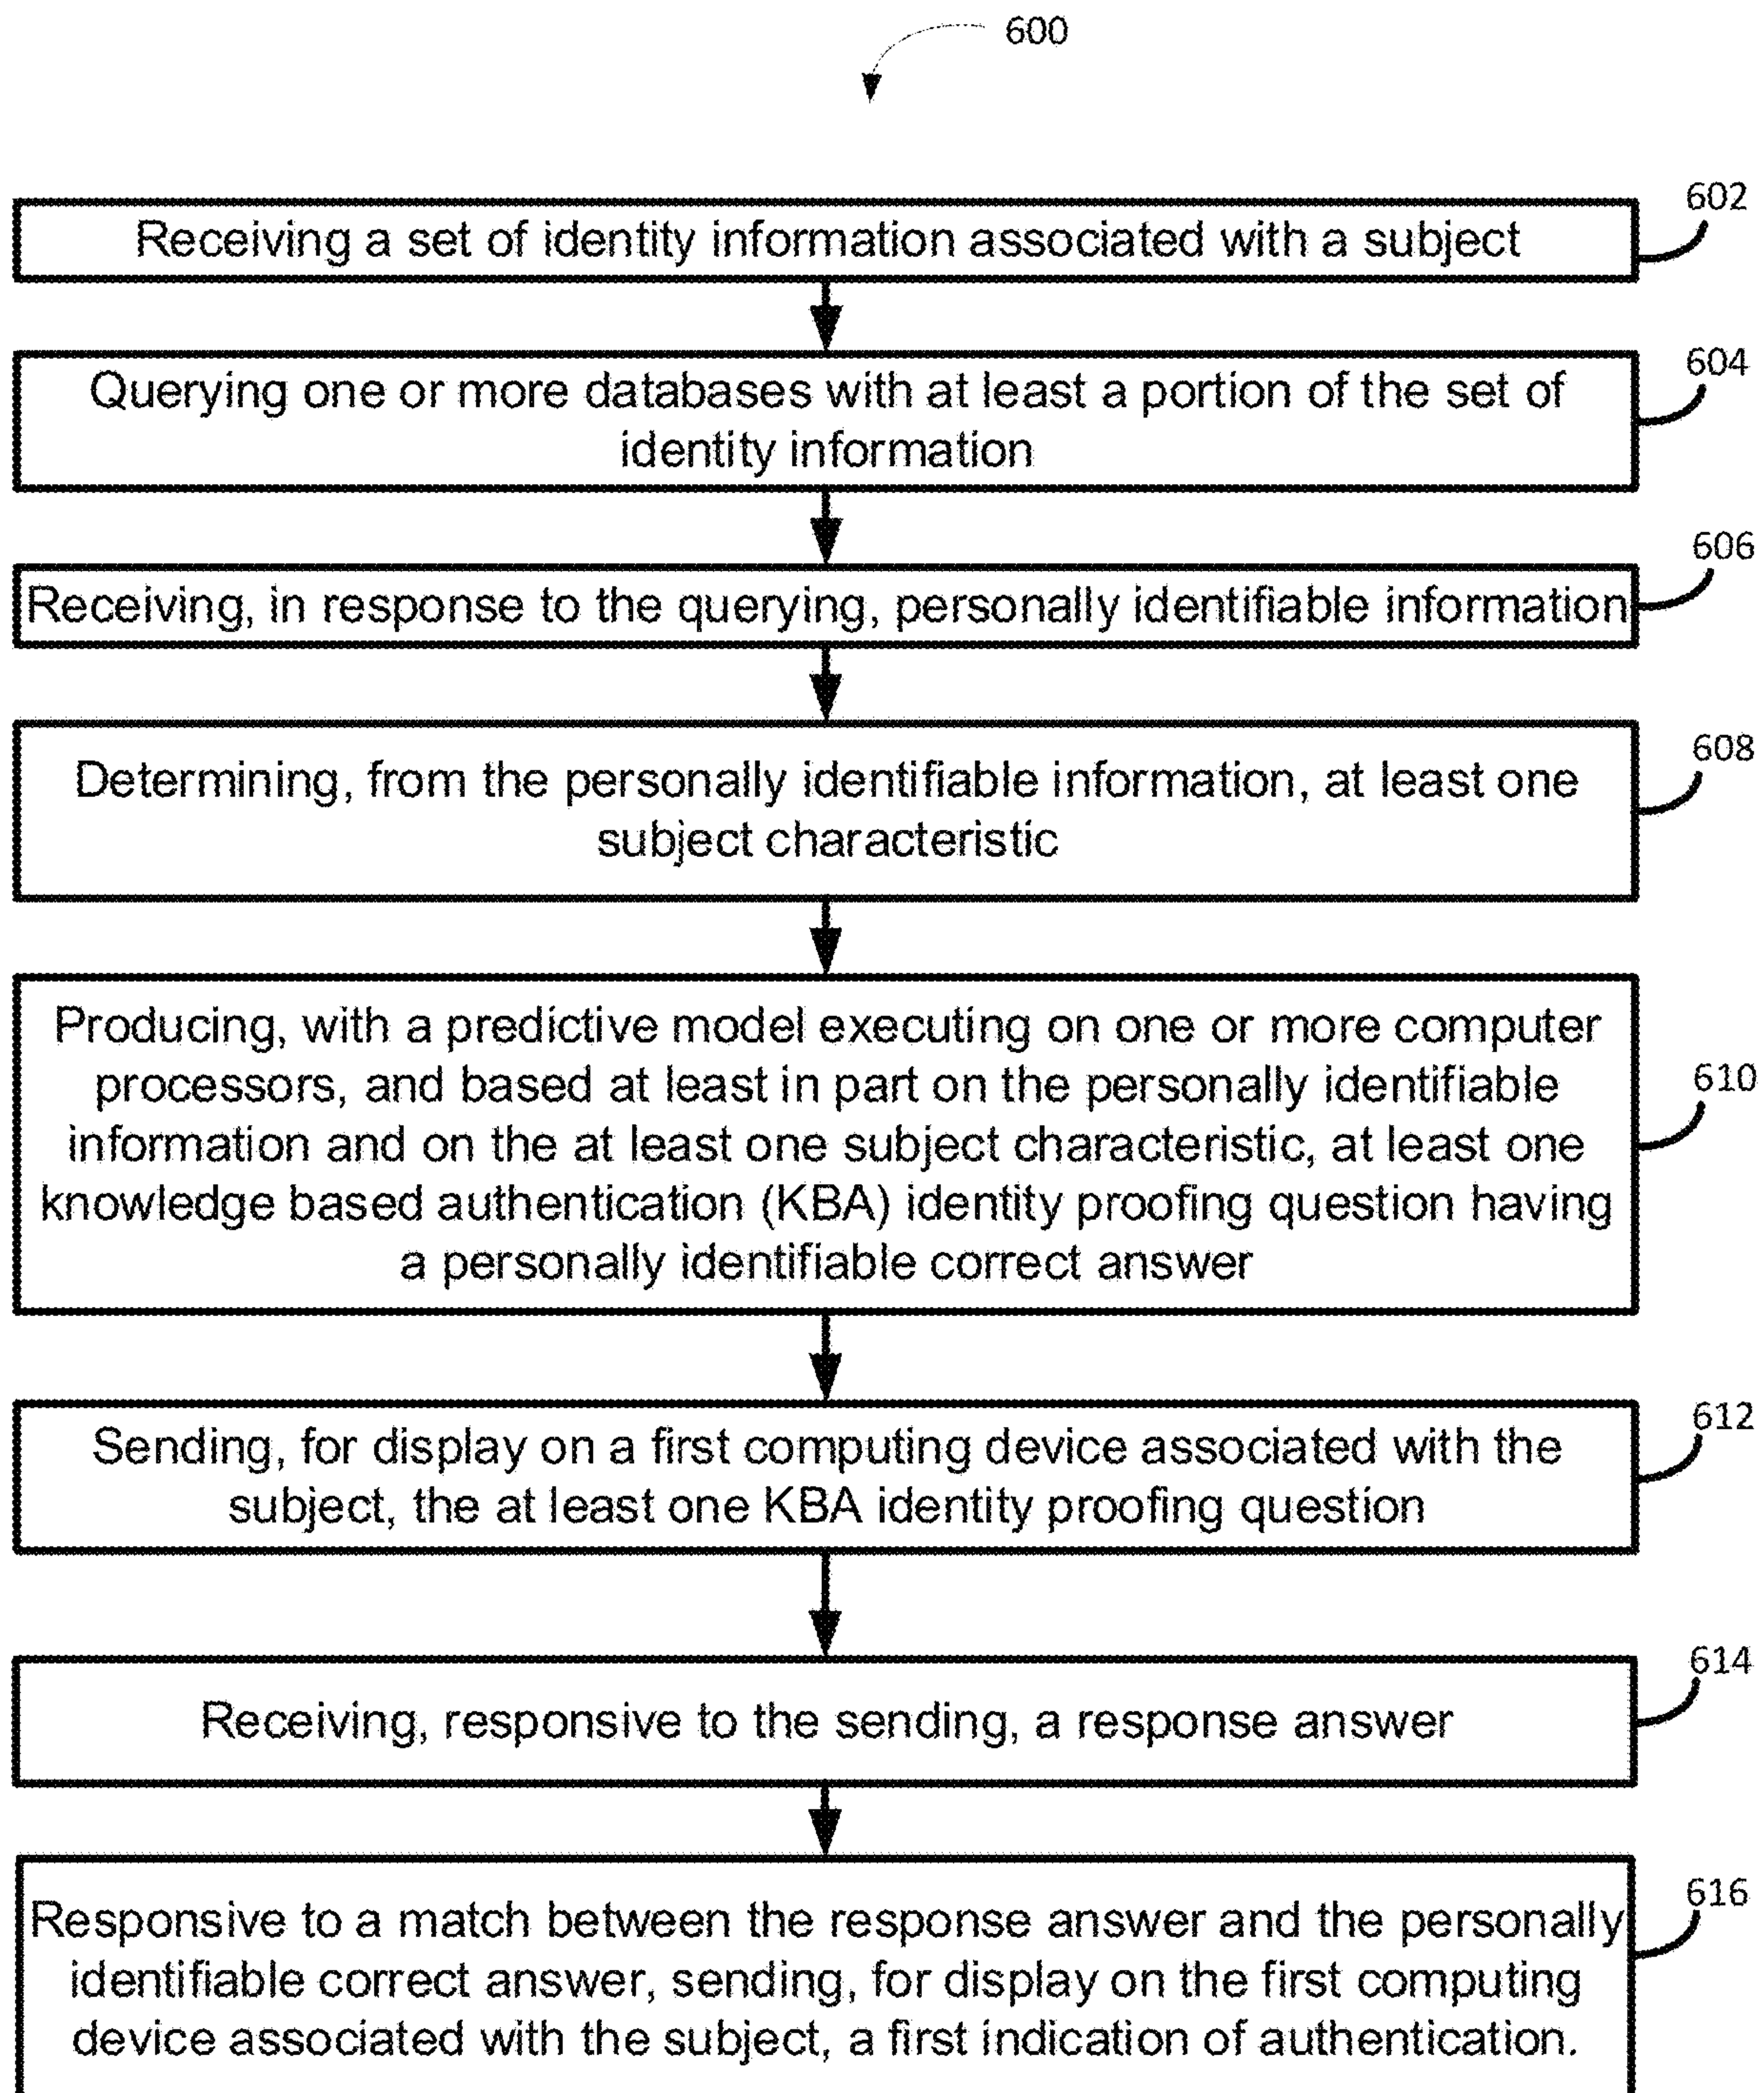 600
602
Receiving a set of identity information associated with a subject
604
Querying one or more databases with at least a portion of the set of
identity information
606
Receiving, in response to the querying, personally identifiable information
608
Determining, from the personally identifiable information, at least one
subject characteristic
Producing, with a predictive model executing on one or more computer
processors, and based at least in part on the personally identifiable
610
information and on the at least one subject characteristic, at least one
knowledge based authentication (KBA) identity proofing question having
a personally identifiable correct answer
612
Sending, for display on a first computing device associated with the
subject, the at least one KBA identity proofing question
614
Receiving, responsive to the sending, a response answer
616
Responsive to a match between the response answer and the personally
identifiable correct answer, sending, for display on the first computing
device associated with the subject, a first indication of authentication.